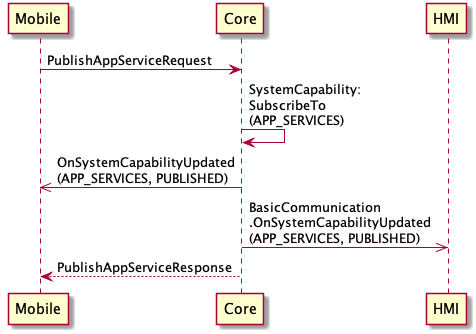 Mobile
Core
HMI
PublishAppServiceRequest
SystemCapability:
SubscribeTo
(APP_SERVICES)
OnSystemCapabilityUpdated
(APP_SERVICES, PUBLISHED)
BasicCommunication
.OnSystemCapabilityUpdated
(APP_SERVICES, PUBLISHED)
PublishAppServiceResponse
Mobile
Core
HMI